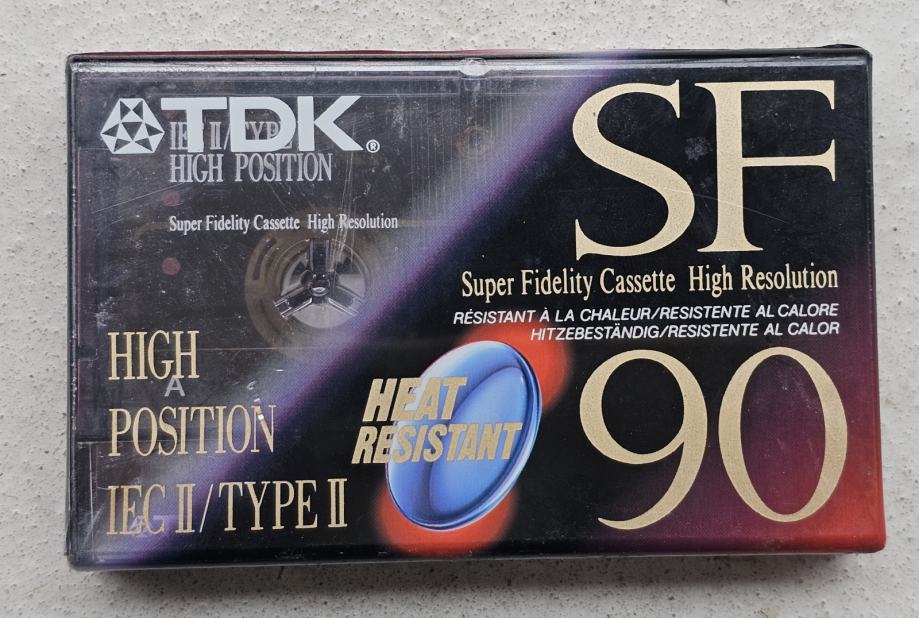 TDK®
IEC II/TYPE
HIGH POSITION
Super Fidelity Cassette High Resolution
SF
Super Fidelity Cassette High Resolution
RÉSISTANT À LA CHALEUR/RESISTENTE AL CALORE
HITZEBESTÄNDIG/RESISTENTE AL CALOR
HIGH
A
POSITION
IEC II/TYPE II
HEAT
RESISTANT
90